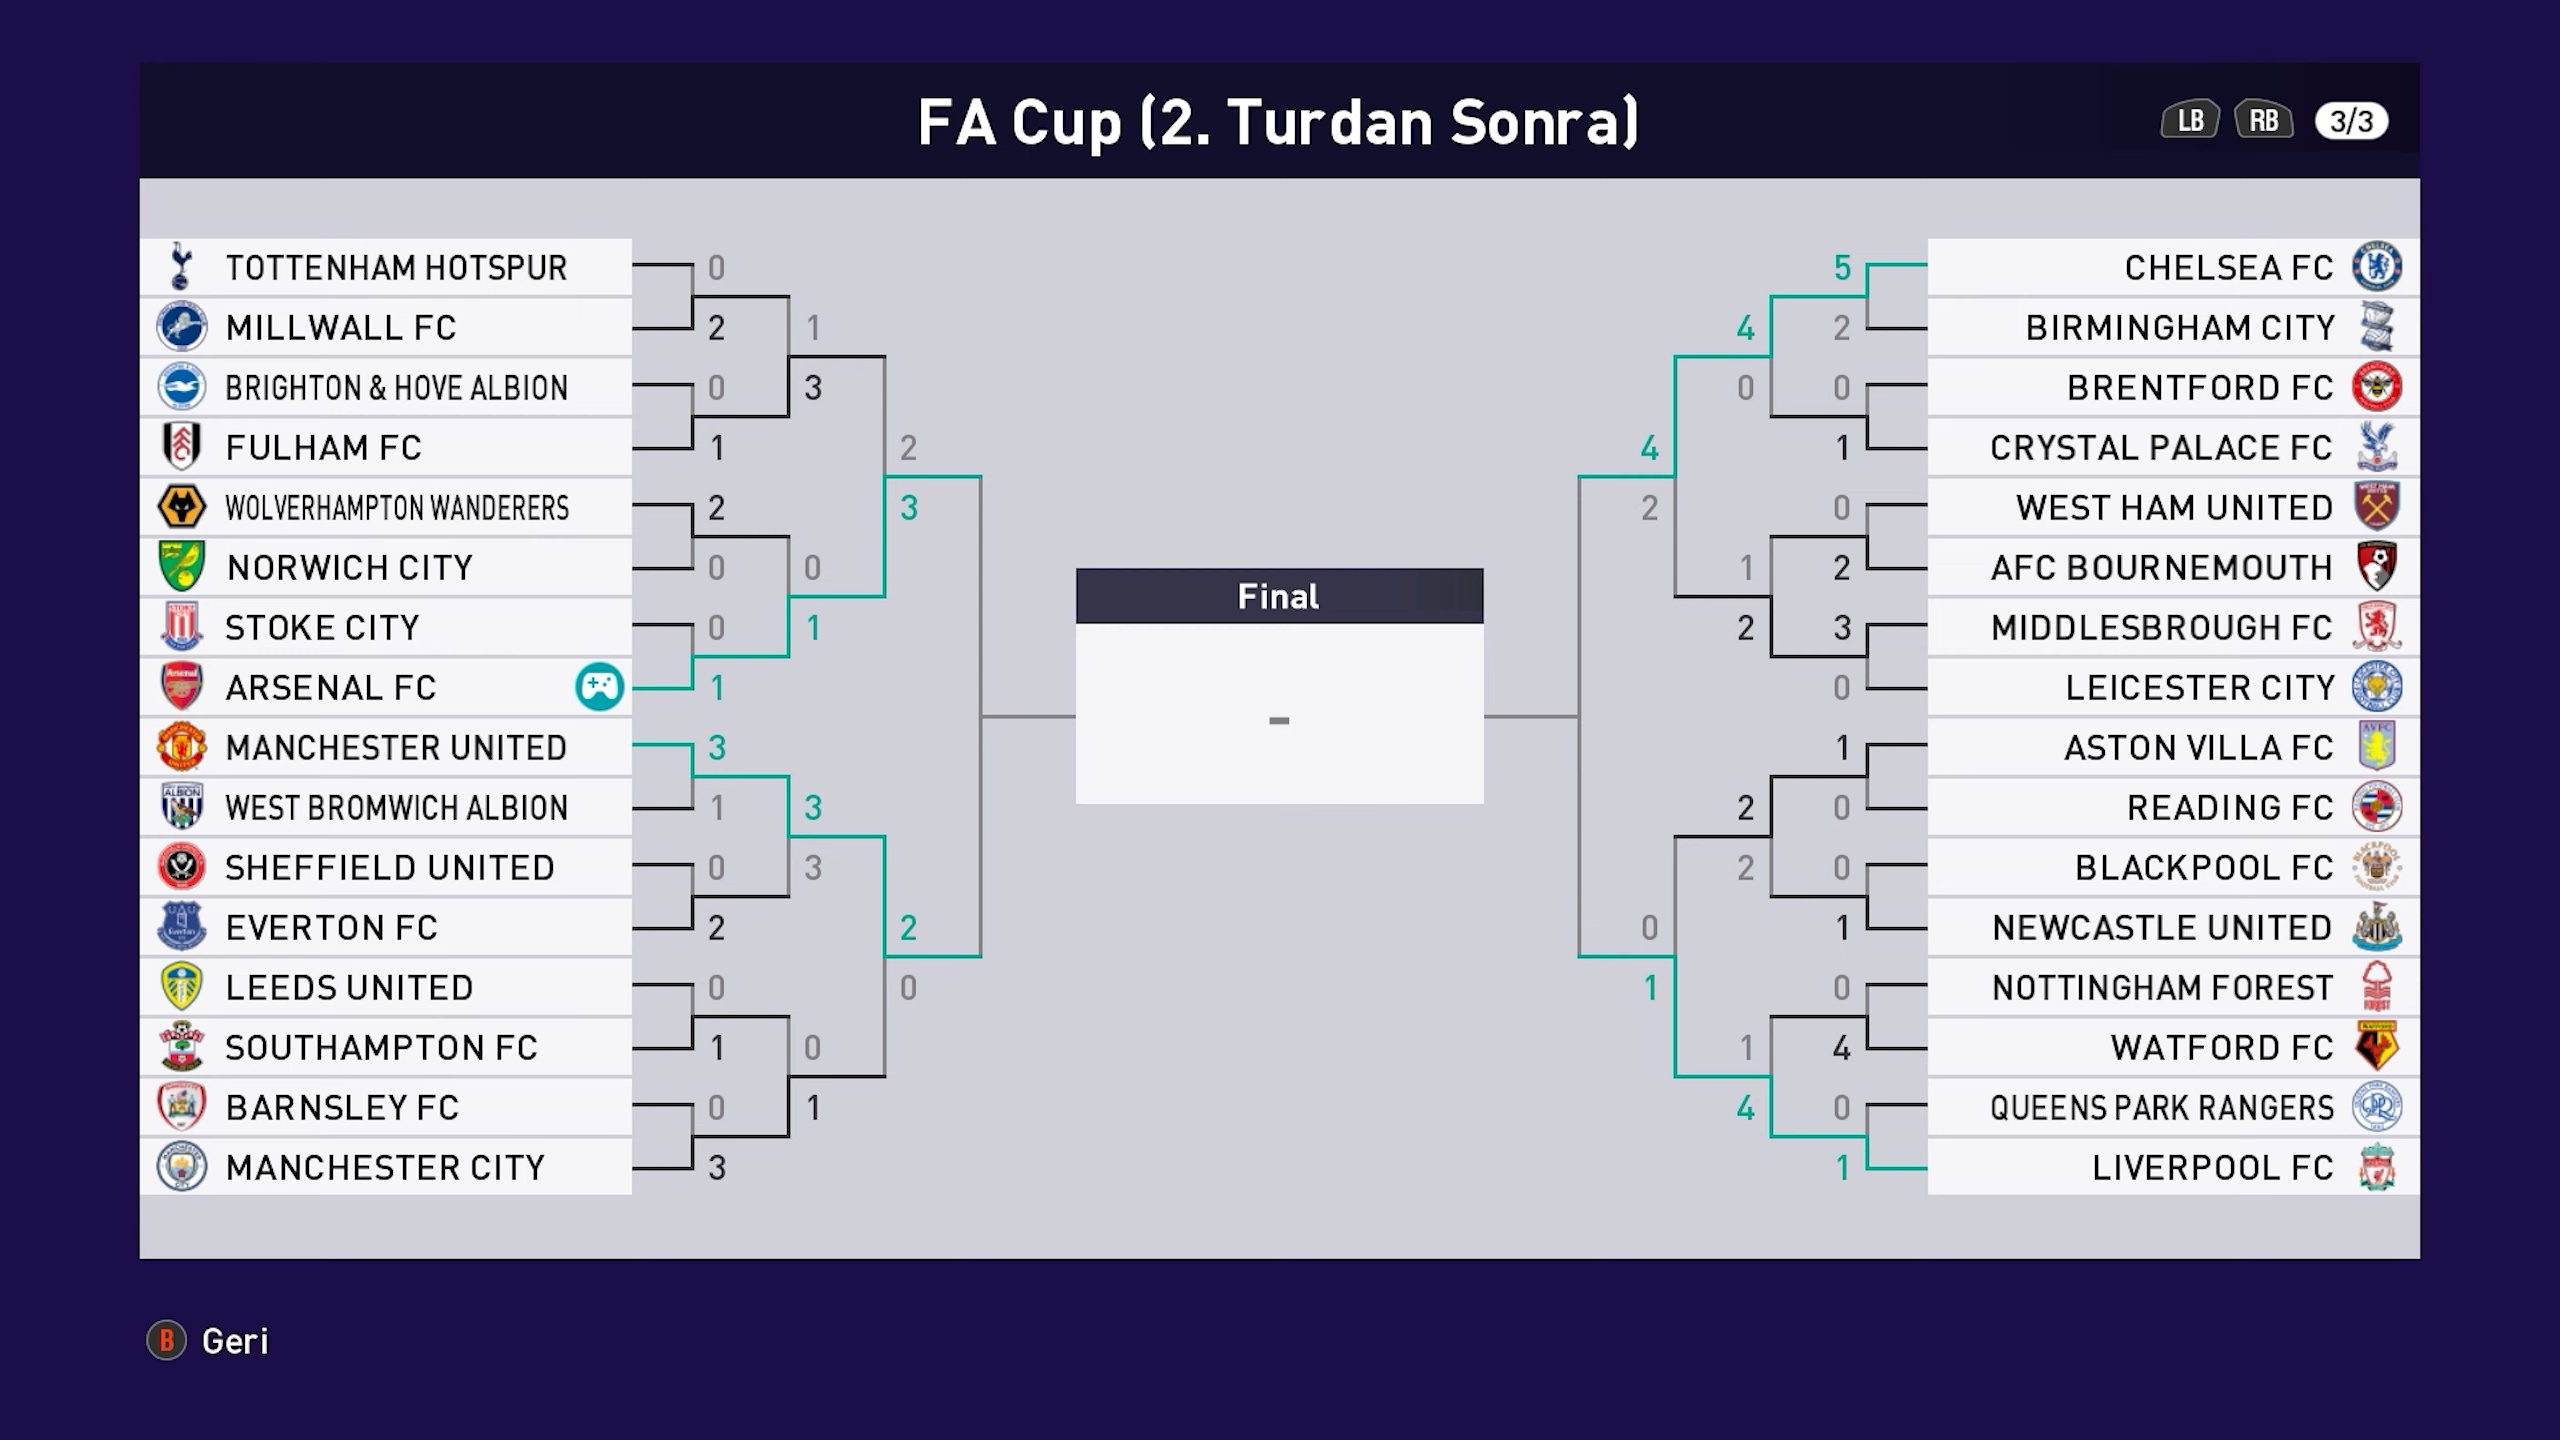 FA Cup (2. Turdan Sonra)
LB RB 3/3
TOTTENHAM HOTSPUR 0
MILLWALL FC 2
1
BRIGHTON & HOVE ALBION 0
3
FULHAM FC 1
2
WOLVERHAMPTON WANDERERS 2
3
NORWICH CITY 0
0
STOKE CITY 0
1
ARSENAL FC 1
MANCHESTER UNITED 3
WEST BROMWICH ALBION 1
3
SHEFFIELD UNITED 0
3
EVERTON FC 2
2
LEEDS UNITED 0
0
SOUTHAMPTON FC 1
0
BARNSLEY FC 0
1
MANCHESTER CITY 3
Final
-
5 CHELSEA FC
4
2 BIRMINGHAM CITY
0
0 BRENTFORD FC
4
1 CRYSTAL PALACE FC
2
0 WEST HAM UNITED
1
2 AFC BOURNEMOUTH
2
3 MIDDLESBROUGH FC
0 LEICESTER CITY
1 ASTON VILLA FC
2
0 READING FC
2
0 BLACKPOOL FC
0
1 NEWCASTLE UNITED
1
0 NOTTINGHAM FOREST
1
4 WATFORD FC
4
0 QUEENS PARK RANGERS
1 LIVERPOOL FC
B Geri